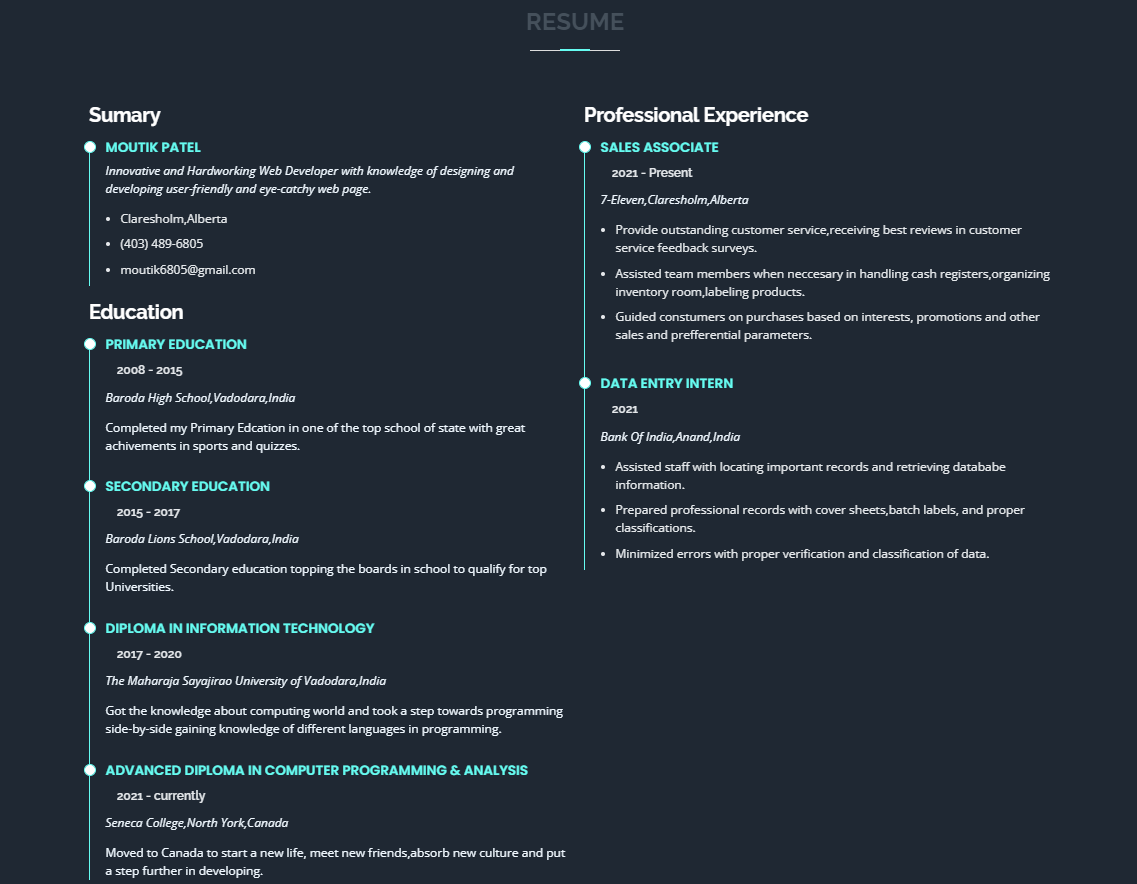 RESUME
Sumary
MOUTIK PATEL
Innovative and Hardworking Web Developer with knowledge of designing and
developing user-friendly and eye-catchy web page.
• Claresholm,Alberta
• (403) 489-6805
• moutik6805@gmail.com
Education
PRIMARY EDUCATION
2008 - 2015
Baroda High School,Vadodara,India
Completed my Primary Edcation in one of the top school of state with great
achivements in sports and quizzes.
SECONDARY EDUCATION
2015 - 2017
Baroda Lions School,Vadodara,India
Completed Secondary education topping the boards in school to qualify for top
Universities.
DIPLOMA IN INFORMATION TECHNOLOGY
2017 - 2020
The Maharaja Sayajirao University of Vadodara,India
Got the knowledge about computing world and took a step towards programming
side-by-side gaining knowledge of different languages in programming.
ADVANCED DIPLOMA IN COMPUTER PROGRAMMING & ANALYSIS
2021 - currently
Seneca College,North York,Canada
Moved to Canada to start a new life, meet new friends,absorb new culture and put
a step further in developing.
Professional Experience
SALES ASSOCIATE
2021 - Present
7-Eleven,Claresholm,Alberta
• Provide outstanding customer service,receiving best reviews in customer
service feedback surveys.
• Assisted team members when neccesary in handling cash registers,organizing
inventory room,labeling products.
• Guided constumers on purchases based on interests, promotions and other
sales and prefferential parameters.
DATA ENTRY INTERN
2021
Bank Of India,Anand,India
• Assisted staff with locating important records and retrieving datababe
information.
• Prepared professional records with cover sheets,batch labels, and proper
classifications.
• Minimized errors with proper verification and classification of data.